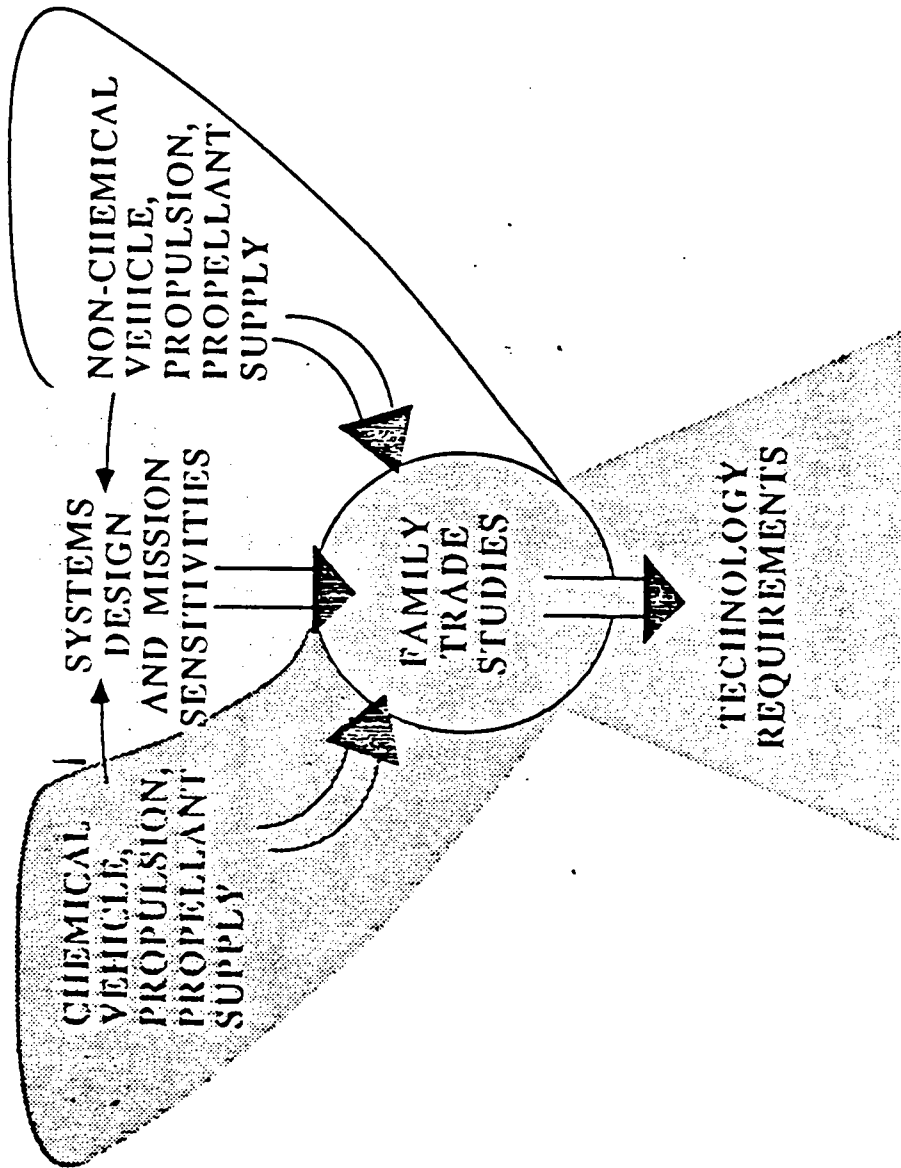 CHEMICAL
VEHICLE,
PROPULSION,
PROPELLANT
SUPPLY
SYSTEMS
DESIGN
AND MISSION
SENSITIVITIES
NON-CHEMICAL
VEHICLE,
PROPULSION,
PROPELLANT
SUPPLY
FAMILY
TRADE
STUDIES
TECHNOLOGY
REQUIREMENTS